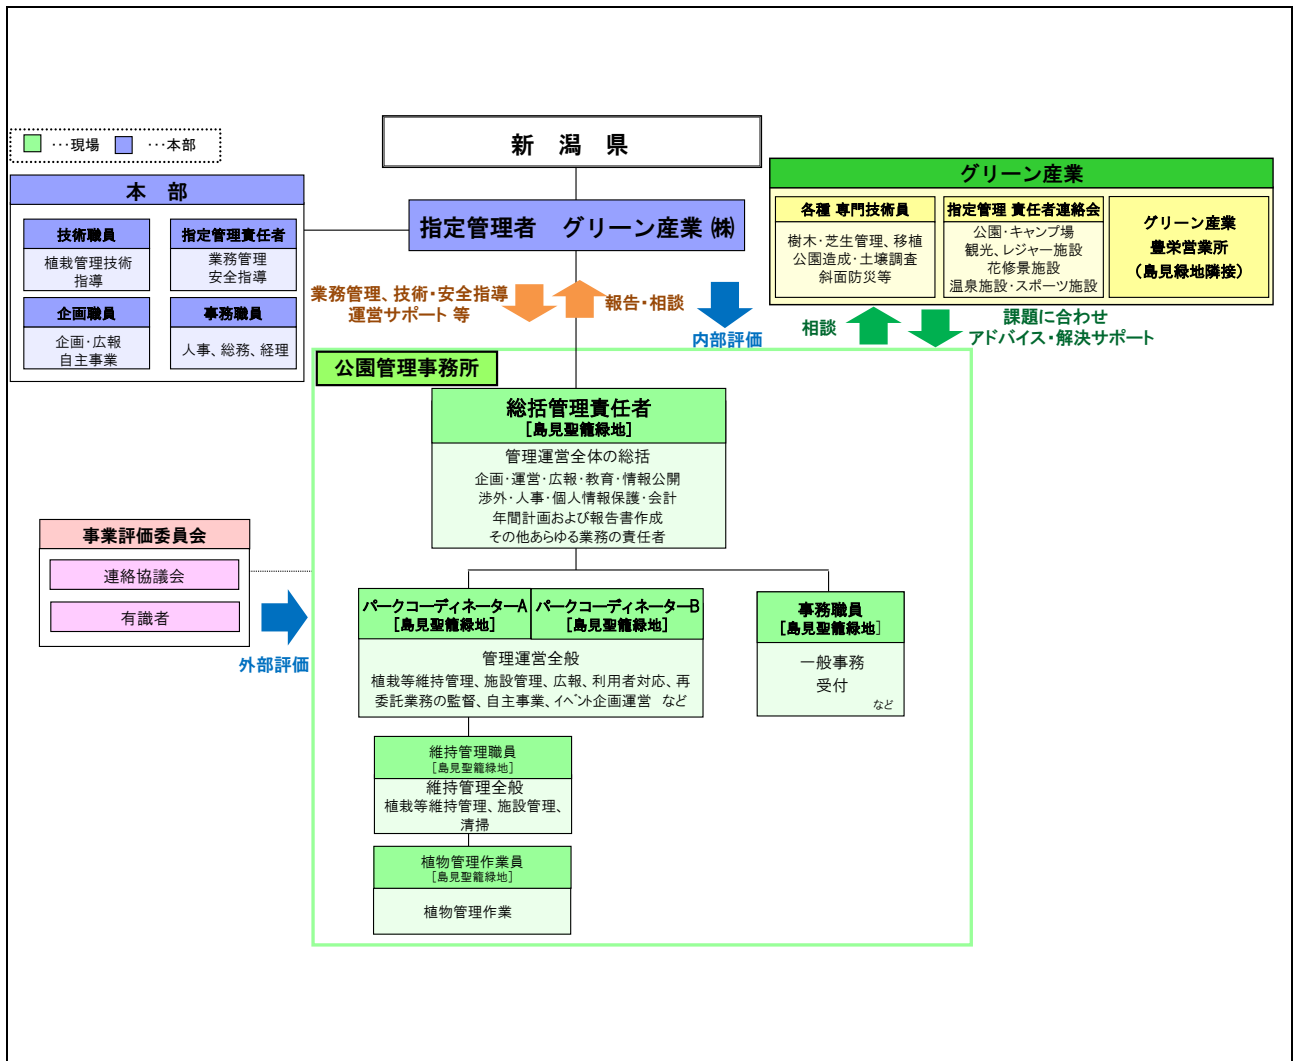 新 潟 県
･･･現場 ･･･本部
本 部
技術職員
植栽管理技術
指導
指定管理責任者
業務管理
安全指導
企画職員
企画･広報
自主事業
事務職員
人事、総務、経理
指定管理者 グリーン産業 ㈱
グリーン産業
各種 専門技術員
樹木･芝生管理、移植
公園造成･土壌調査
斜面防災等
指定管理 責任者連絡会
公園･キャンプ場
観光、レジャー施設
花修景施設
温泉施設･スポーツ施設
グリーン産業
豊栄営業所
（島見緑地隣接）
業務管理、技術･安全指導
運営サポート 等
報告･相談
内部評価
相談
課題に合わせ
アドバイス･解決サポート
公園管理事務所
総括管理責任者
［島見聖籠緑地］
管理運営全体の総括
企画･運営･広報･教育･情報公開
渉外･人事･個人情報保護･会計
年間計画および報告書作成
その他あらゆる業務の責任者
事業評価委員会
連絡協議会
有識者
外部評価
パークコーディネーターA
［島見聖籠緑地］
パークコーディネーターB
［島見聖籠緑地］
管理運営全般
植栽等維持管理、施設管理、広報、利用者対応、再
委託業務の監督、自主事業、イベント企画運営 など
事務職員
［島見聖籠緑地］
一般事務
受付
など
維持管理職員
［島見聖籠緑地］
維持管理全般
植栽等維持管理、施設管理、
清掃
植物管理作業員
［島見聖籠緑地］
植物管理作業